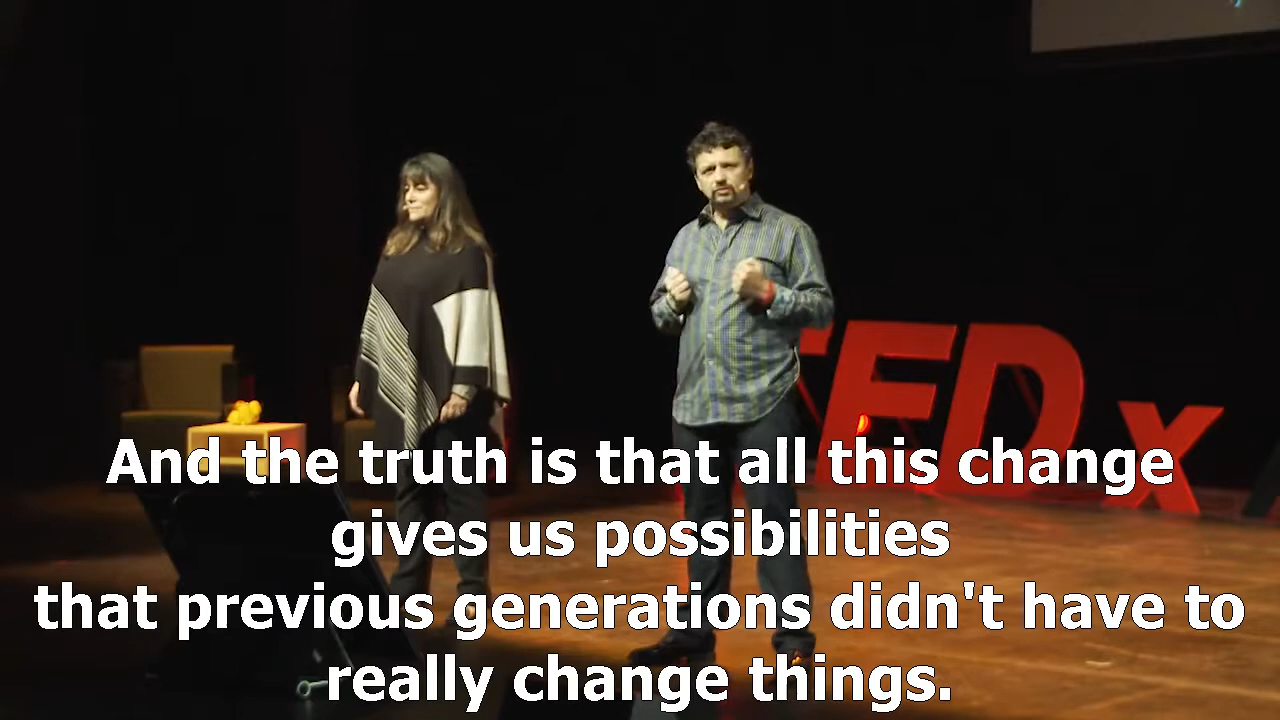 TEDx
And the truth is that all this change
gives us possibilities
that previous generations didn't have to
really change things.